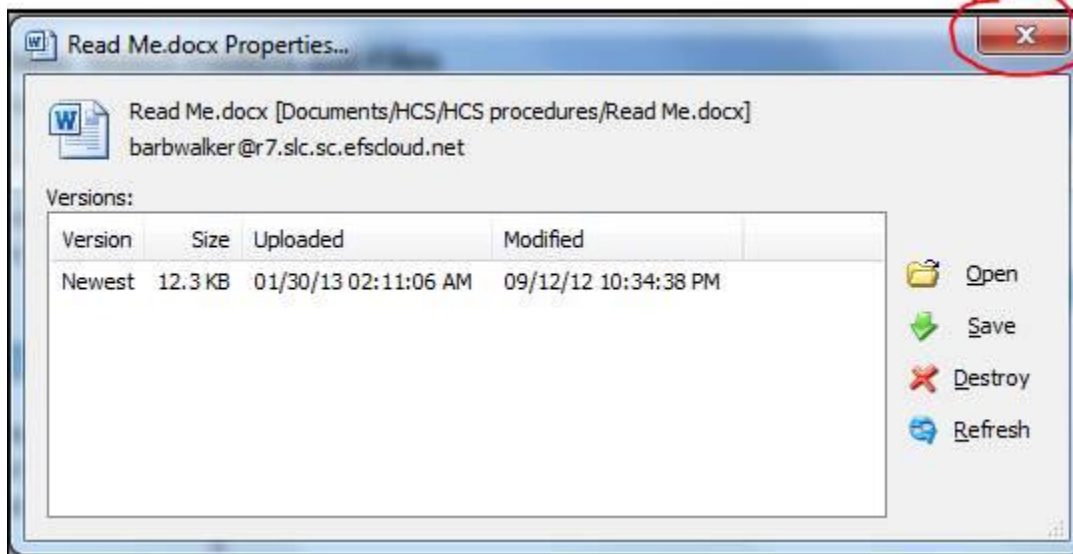 Read Me.docx Properties...
Read Me.docx [Documents/HCS/HCS procedures/Read Me.docx]
barbwalker@r7.slc.sc.efscloud.net
Versions:
Version Size Uploaded Modified
Newest 12.3 KB 01/30/13 02:11:06 AM 09/12/12 10:34:38 PM
Open
Save
Destroy
Refresh